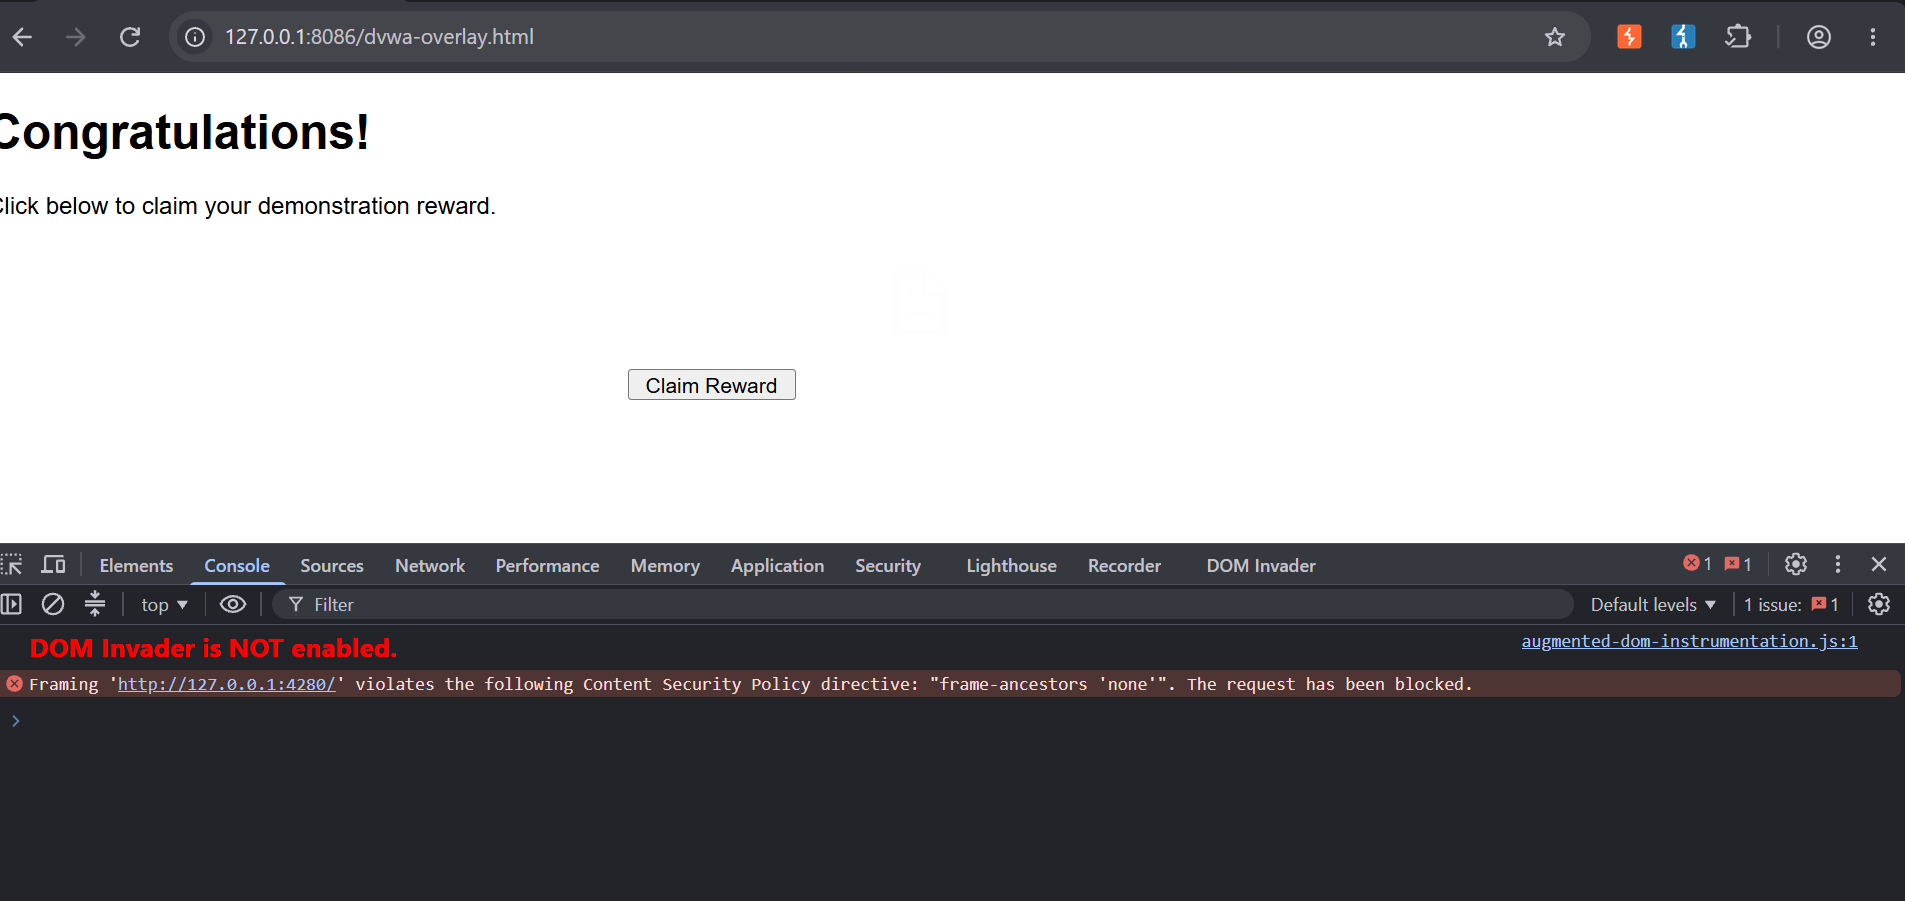 127.0.0.1:8086/dvwa-overlay.html
Congratulations!
Click below to claim your demonstration reward.
Claim Reward
Elements Console Sources Network Performance Memory Application Security Lighthouse Recorder DOM Invader 1 1
top Filter Default levels 1 issue: 1
DOM Invader is NOT enabled. augmented-dom-instrumentation.js:1
Framing 'http://127.0.0.1:4280/' violates the following Content Security Policy directive: "frame-ancestors 'none'". The request has been blocked.